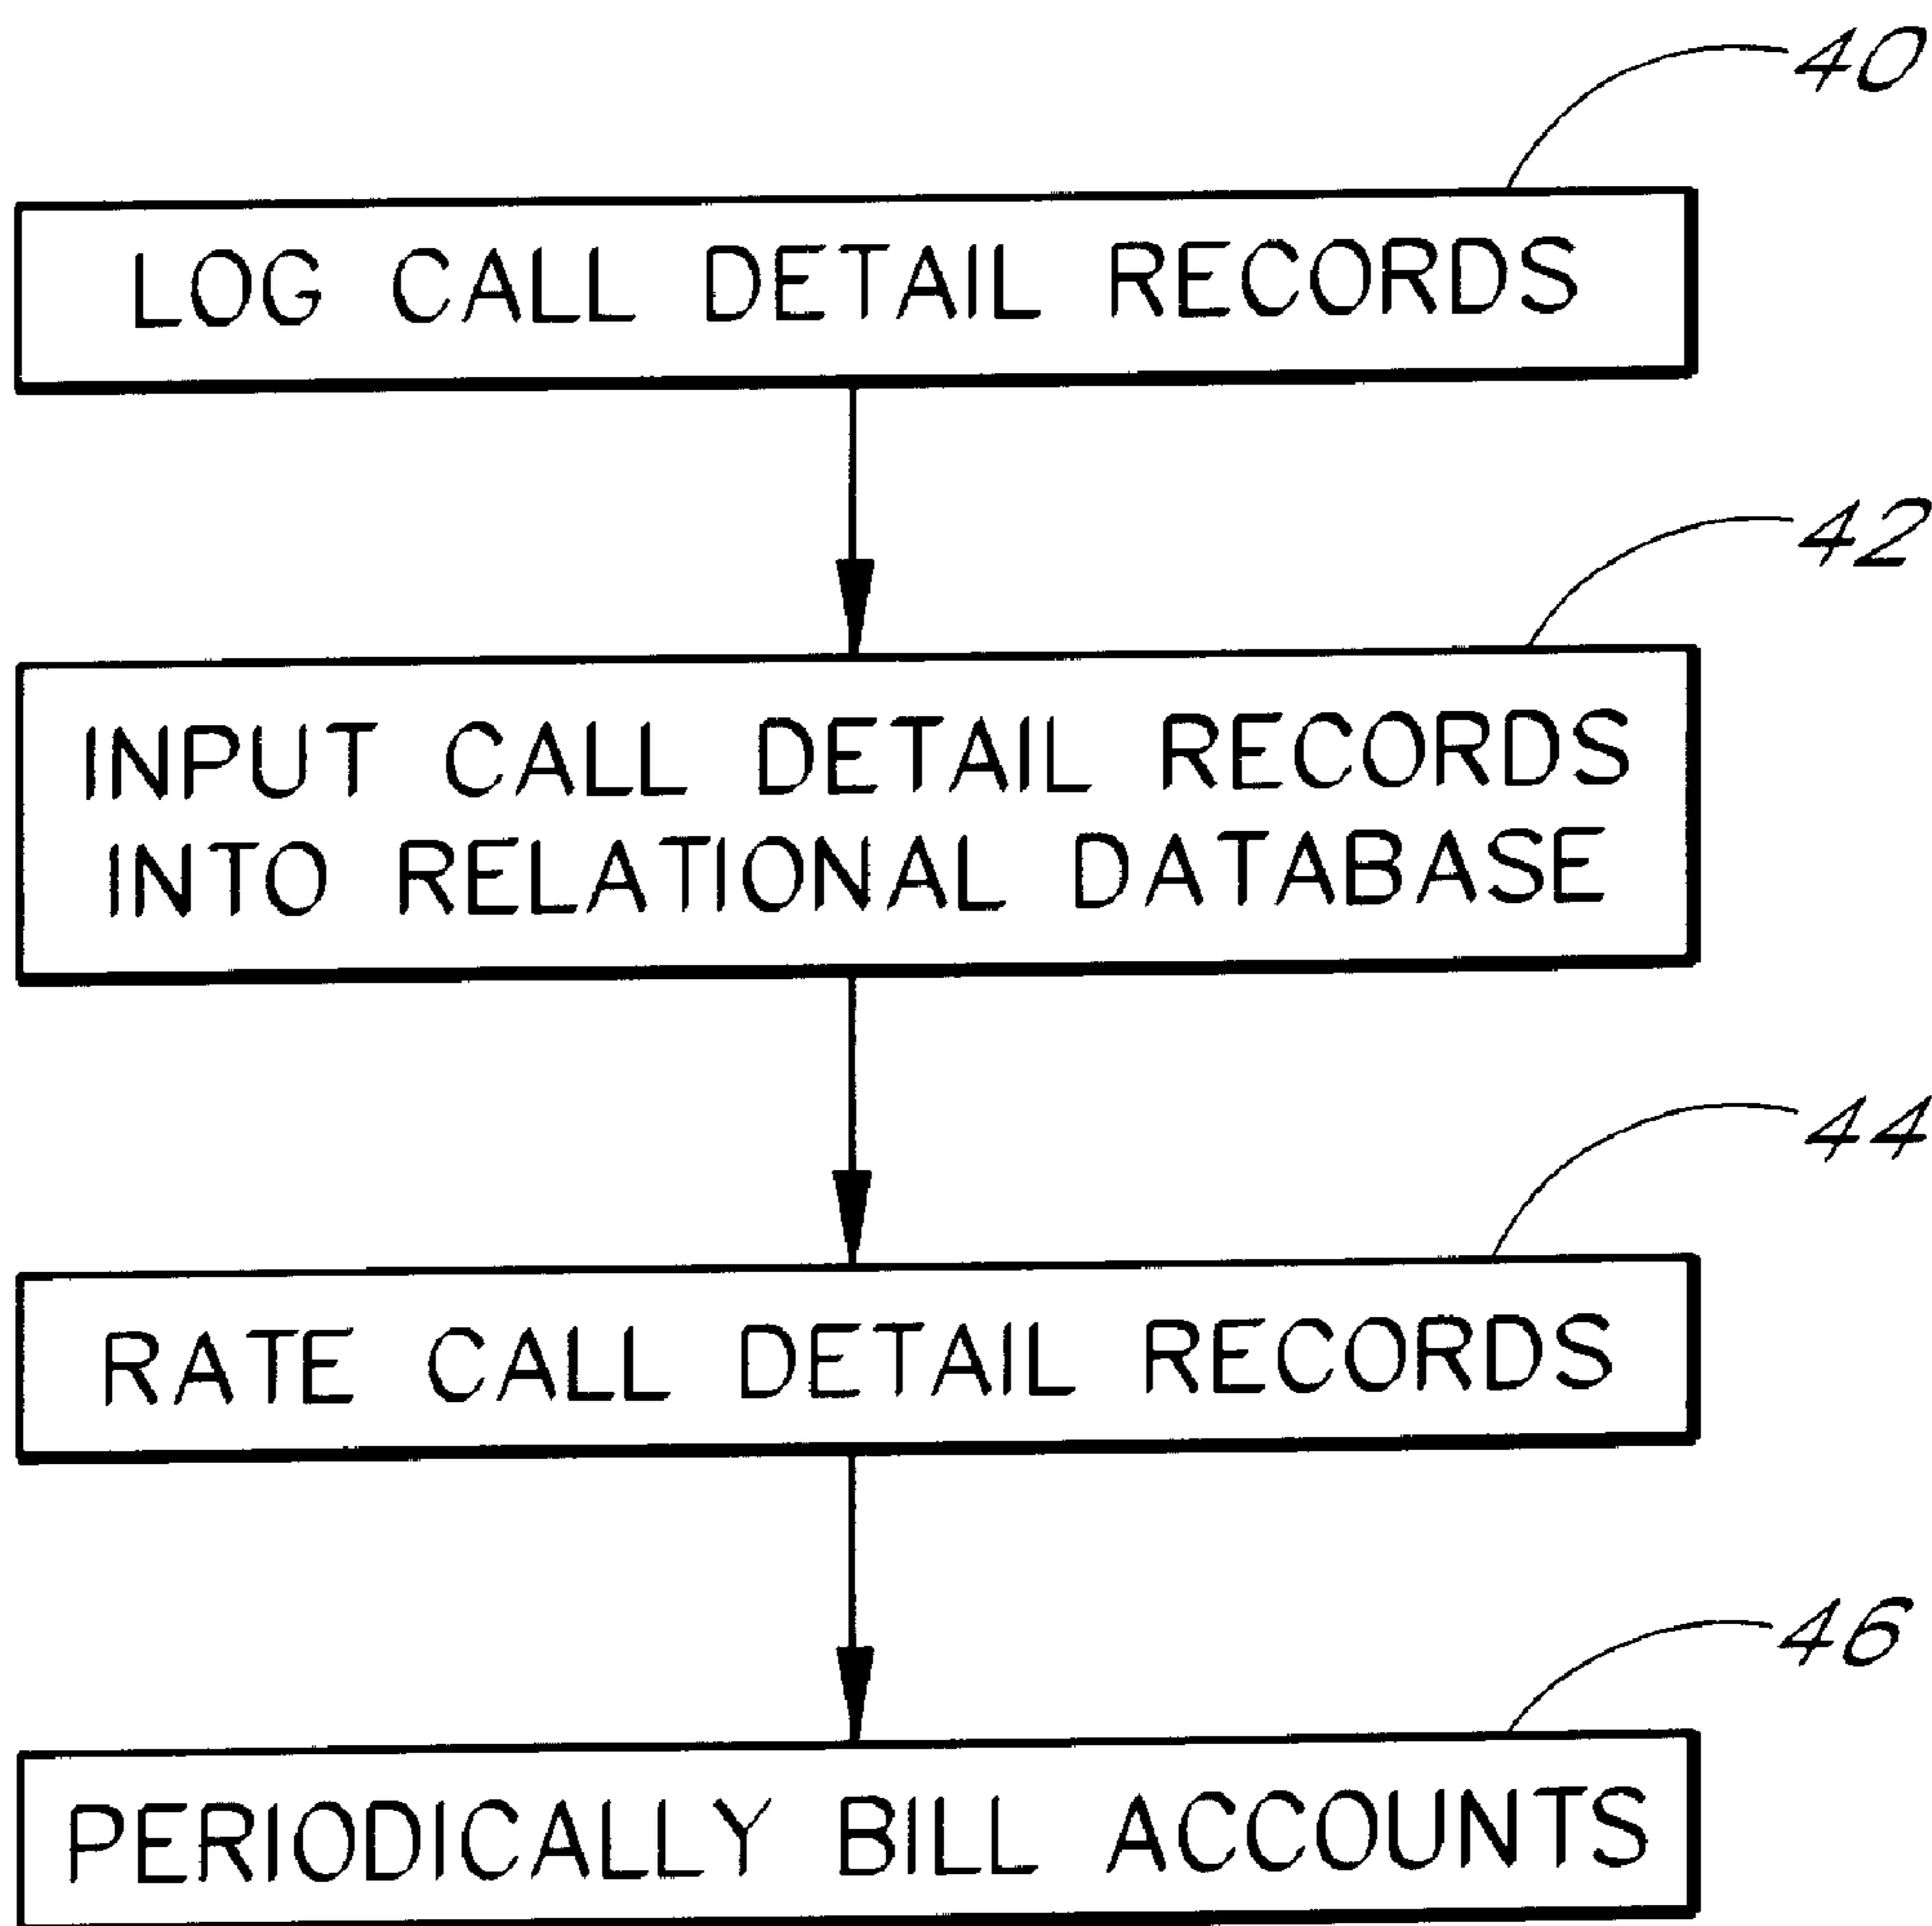 40
LOG CALL DETAIL RECORDS
42
INPUT CALL DETAIL RECORDS
INTO RELATIONAL DATABASE
44
RATE CALL DETAIL RECORDS
46
PERIODICALLY BILL ACCOUNTS